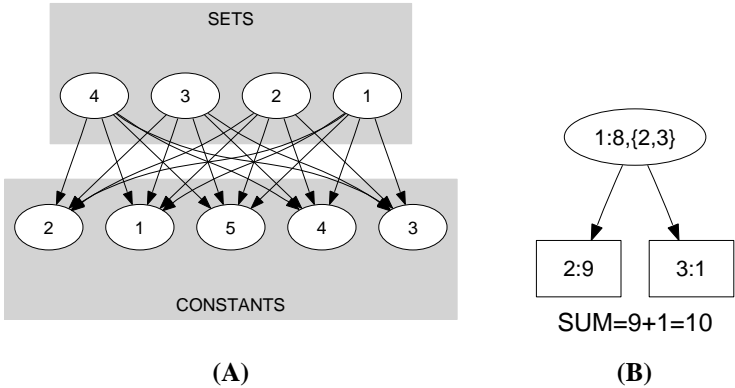 SETS
4 3 2 1
2 1 5 4 3
CONSTANTS
1:8,{2,3}
2:9 3:1
SUM=9+1=10
(A) (B)